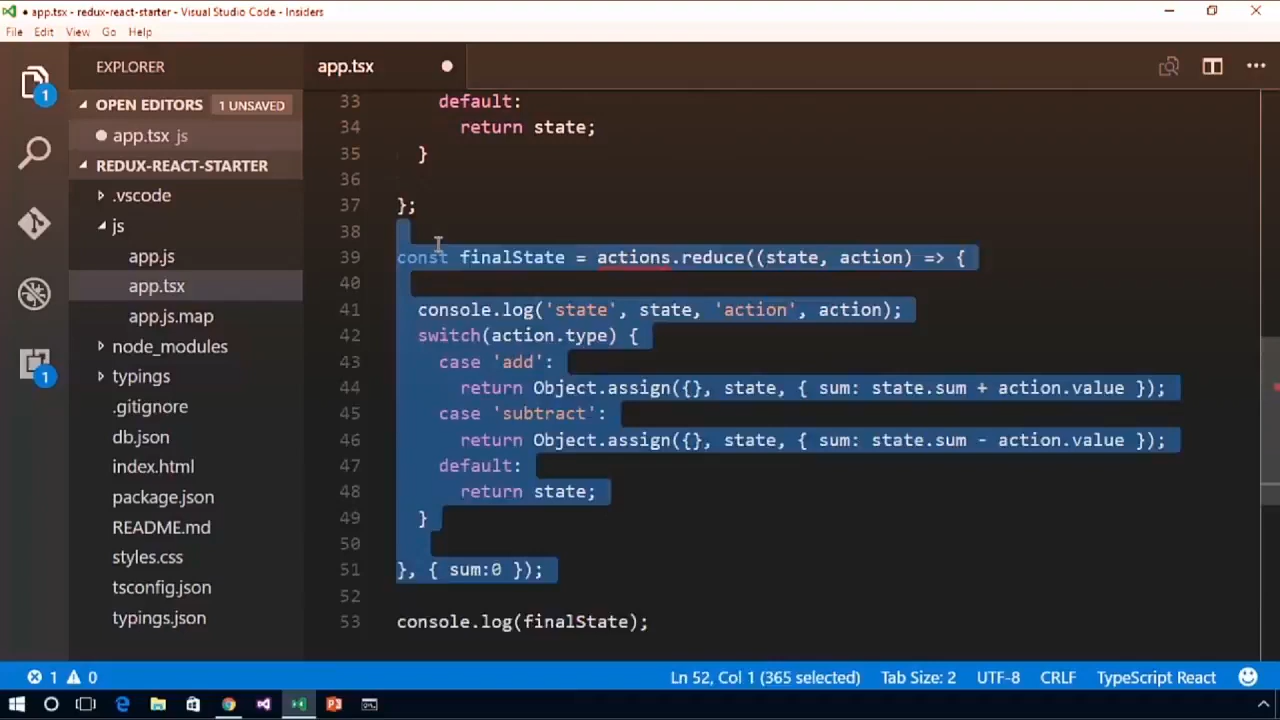 ● app.tsx - redux-react-starter - Visual Studio Code - Insiders
File Edit View Go Help
EXPLORER
app.tsx
OPEN EDITORS 1 UNSAVED
app.tsx js
REDUX-REACT-STARTER
.vscode
js
app.js
app.tsx
app.js.map
node_modules
typings
.gitignore
db.json
index.html
package.json
README.md
styles.css
tsconfig.json
typings.json
1
1
33 default:
34 return state;
35 }
36
37 };
38
39 const finalState = actions.reduce((state, action) => {
40
41 console.log('state', state, 'action', action);
42 switch(action.type) {
43 case 'add':
44 return Object.assign({}, state, { sum: state.sum + action.value });
45 case 'subtract':
46 return Object.assign({}, state, { sum: state.sum - action.value });
47 default:
48 return state;
49 }
50
51 }, { sum:0 });
52
53 console.log(finalState);
1 0 Ln 52, Col 1 (365 selected) Tab Size: 2 UTF-8 CRLF TypeScript React